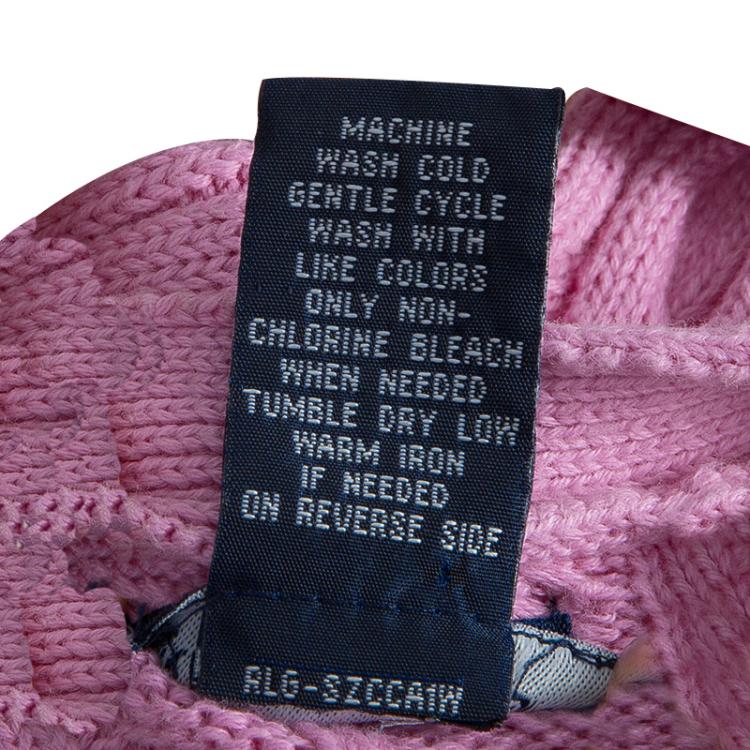 MACHINE
WASH COLD
GENTLE CYCLE
WASH WITH
LIKE COLORS
ONLY NON-
CHLORINE BLEACH
WHEN NEEDED
TUMBLE DRY LOW
WARM IRON
IF NEEDED
ON REVERSE SIDE
RLG-SZCCA1W